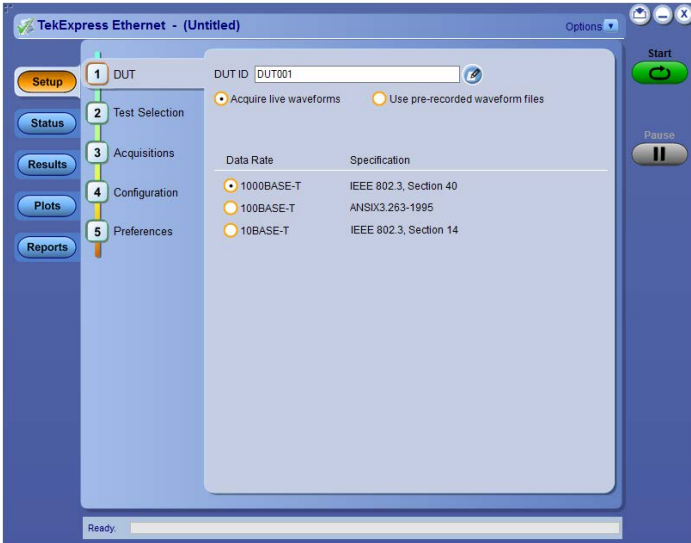 TekExpress Ethernet - (Untitled)
Options
Start
Pause
Setup
Status
Results
Plots
Reports
1 DUT
2 Test Selection
3 Acquisitions
4 Configuration
5 Preferences
DUT ID DUT001
Acquire live waveforms Use pre-recorded waveform files
Data Rate Specification
1000BASE-T IEEE 802.3, Section 40
100BASE-T ANSIX3.263-1995
10BASE-T IEEE 802.3, Section 14
Ready.